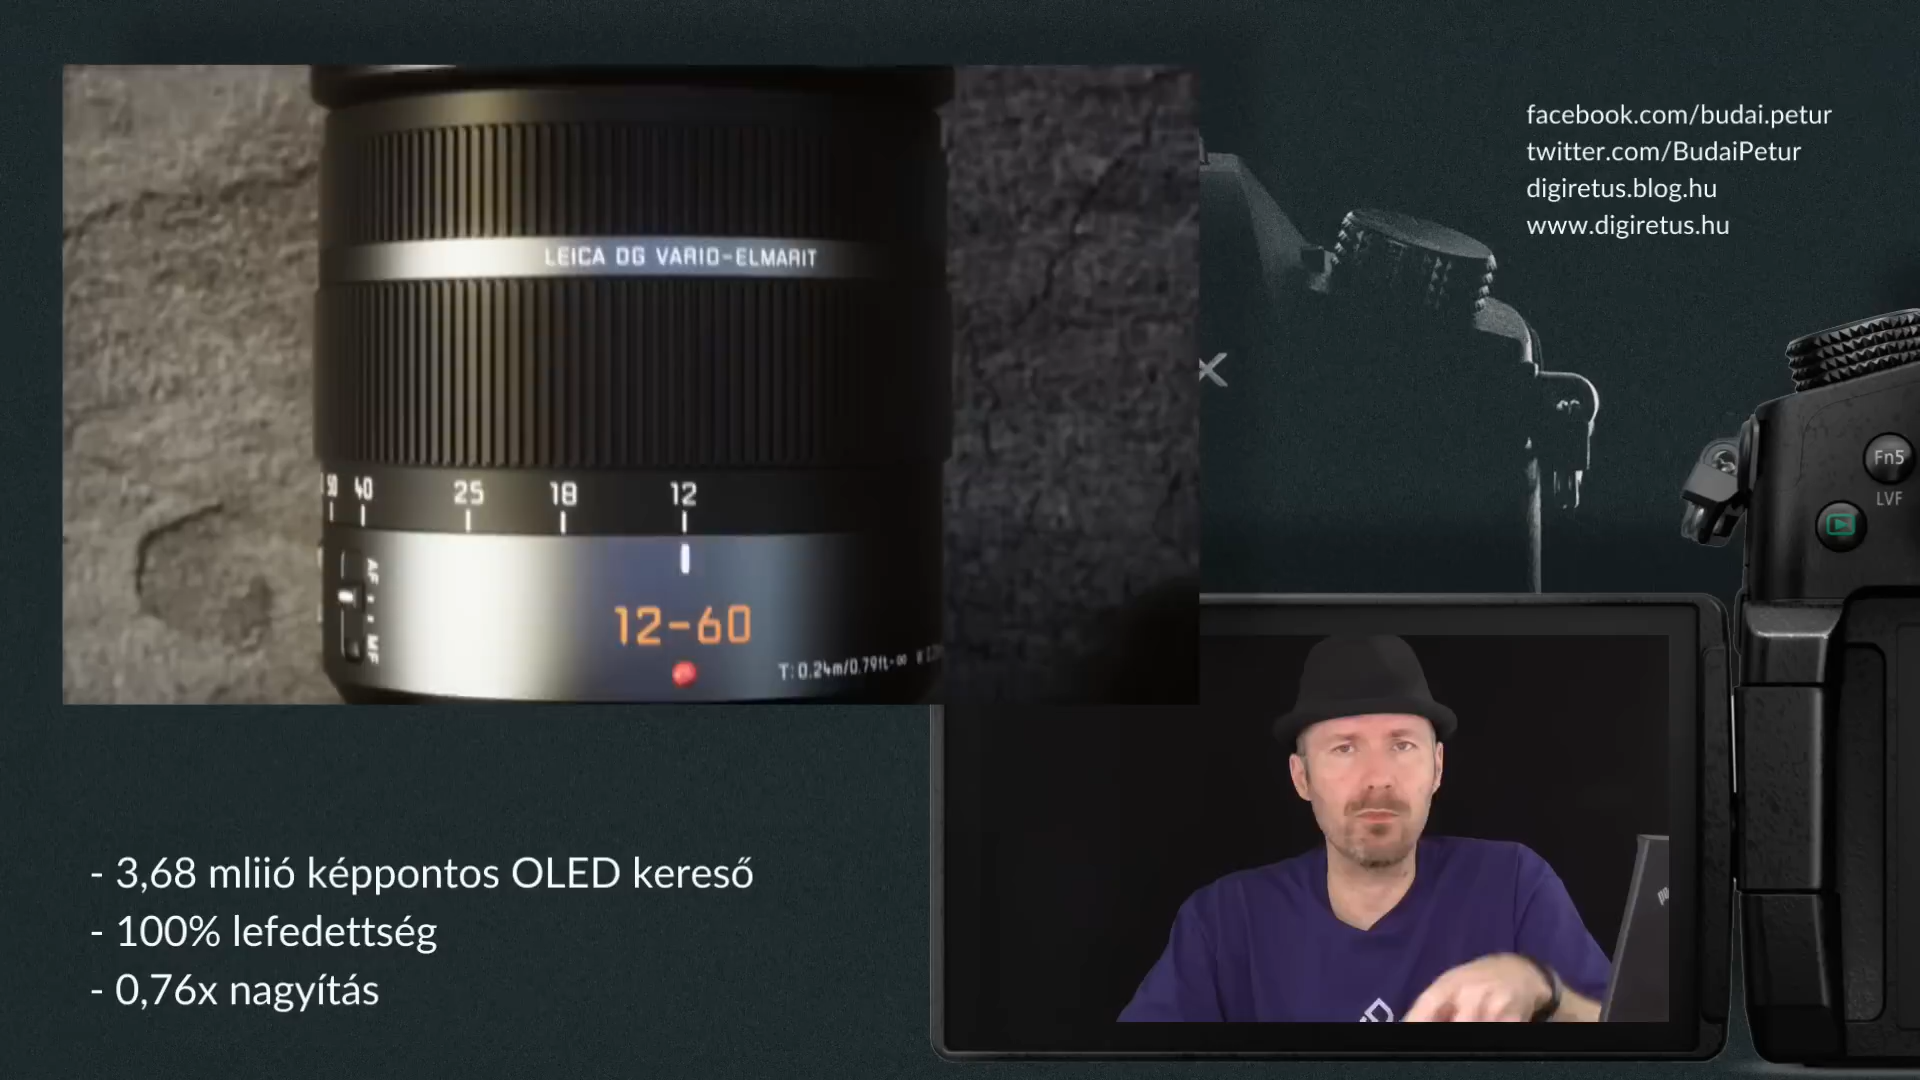 facebook.com/budai.petur
twitter.com/BudaiPetur
digiretus.blog.hu
www.digiretus.hu
LEICA DG VARIO-ELMARIT
50 40 25 18 12
AF MF
12-60
T:0.24m/0.79ft-∞
X
Fn5
LVF
- 3,68 mliió képpontos OLED kereső
- 100% lefedettség
- 0,76x nagyítás